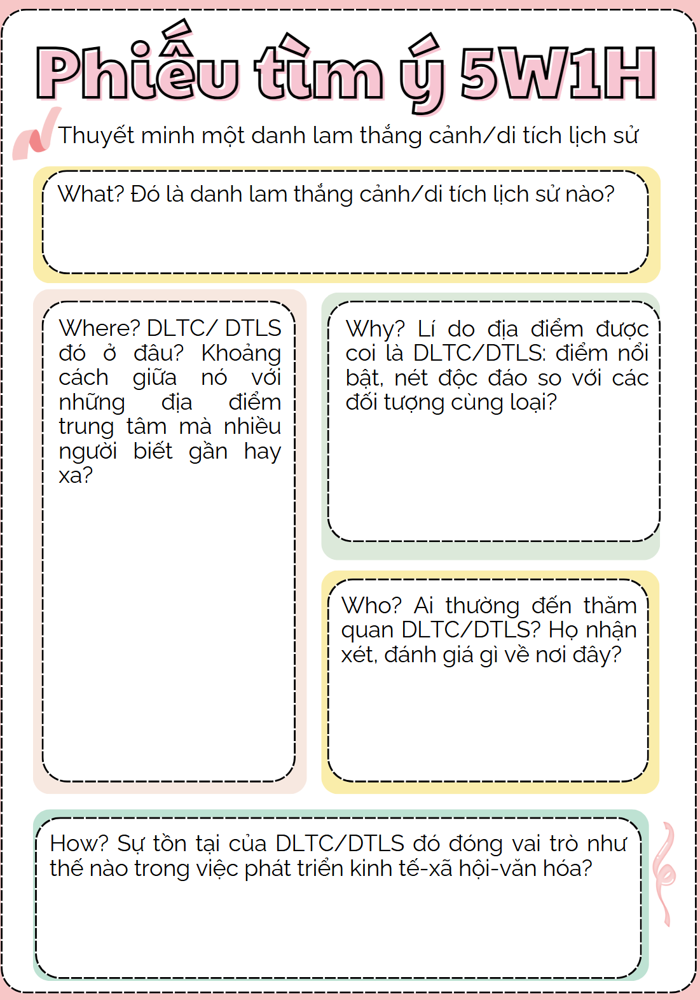 Phiếu tìm ý 5W1H
Thuyết minh một danh lam thắng cảnh/di tích lịch sử
What? Đó là danh lam thắng cảnh/di tích lịch sử nào?
Where? DLTC/ DTLS
đó ở đâu? Khoảng
cách giữa nó với
những địa điểm
trung tâm mà nhiều
người biết gần hay
xa?
Why? Lí do địa điểm được
coi là DLTC/DTLS: điểm nổi
bật, nét độc đáo so với các
đối tượng cùng loại?
Who? Ai thường đến thăm
quan DLTC/DTLS? Họ nhận
xét, đánh giá gì về nơi đây?
How? Sự tồn tại của DLTC/DTLS đó đóng vai trò như
thế nào trong việc phát triển kinh tế-xã hội-văn hóa?